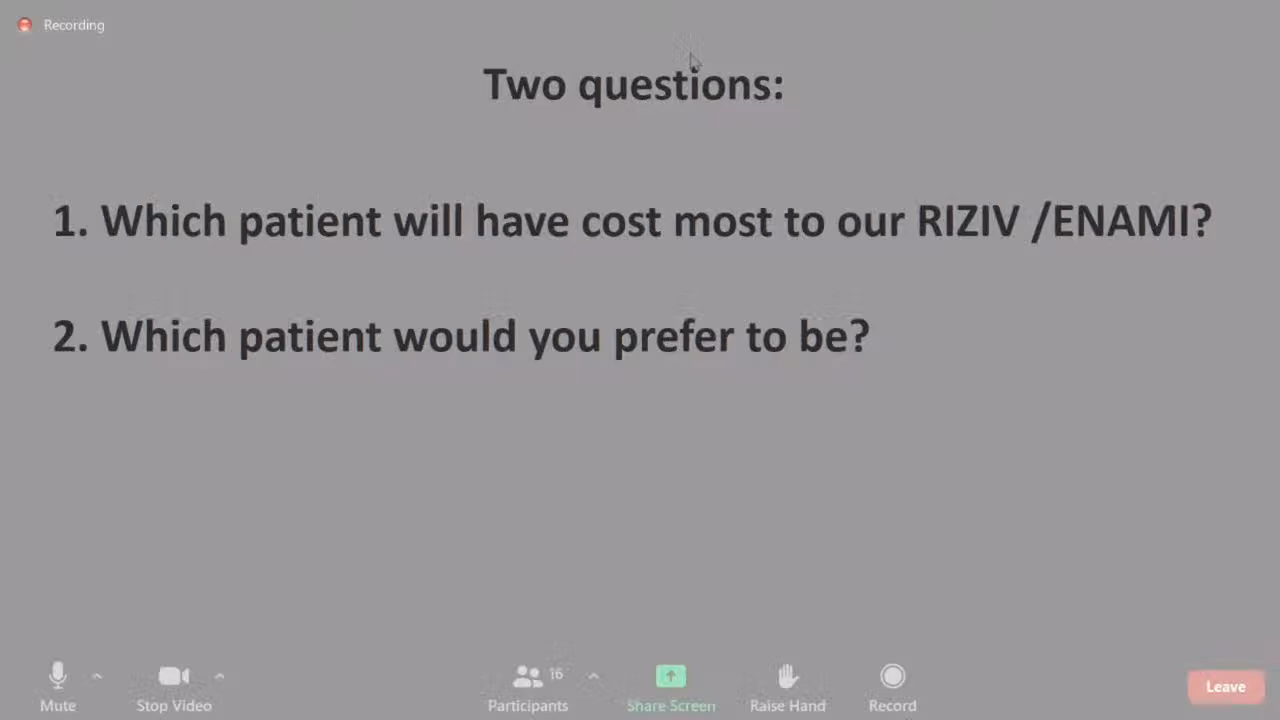 Recording
Two questions:
1. Which patient will have cost most to our RIZIV /ENAMI?
2. Which patient would you prefer to be?
Mute
Stop Video
Participants
16
Share Screen
Raise Hand
Record
Leave